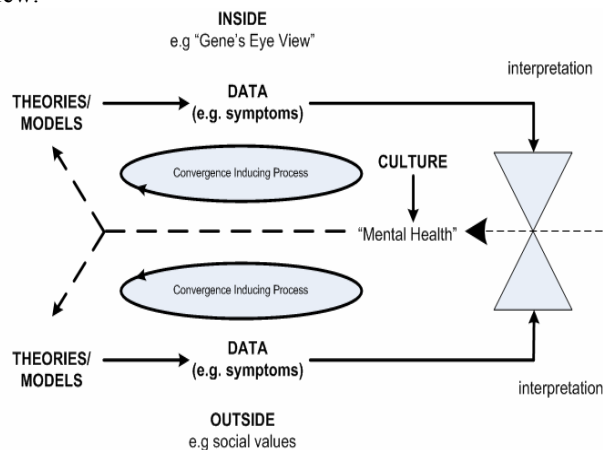 INSIDE
e.g "Gene's Eye View"
interpretation
THEORIES/
MODELS
DATA
(e.g. symptoms)
Convergence Inducing Process
CULTURE
"Mental Health"
Convergence Inducing Process
THEORIES/
MODELS
DATA
(e.g. symptoms)
interpretation
OUTSIDE
e.g social values